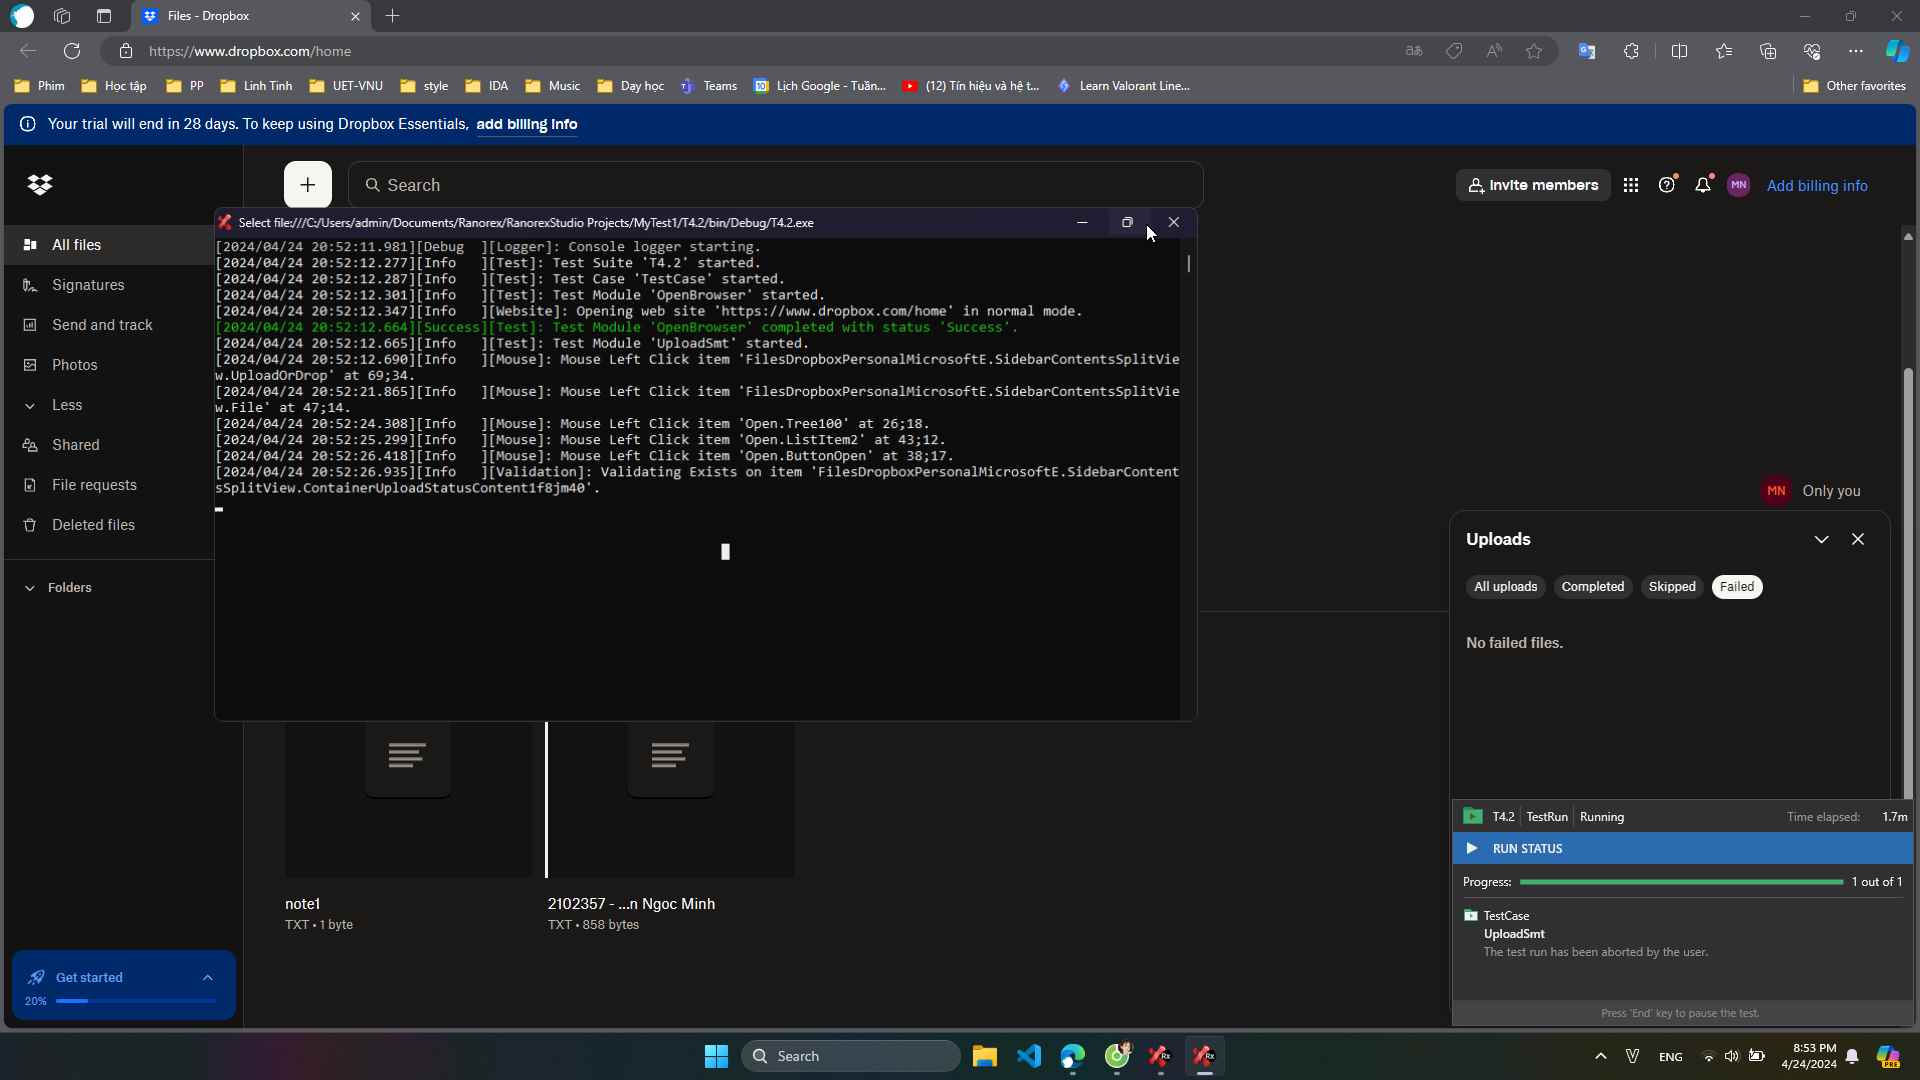 Files - Dropbox
https://www.dropbox.com/home
Phim
Học tập
PP
Linh Tinh
UET-VNU
style
IDA
Music
Dạy học
Teams
Lịch Google - Tuần...
(12) Tín hiệu và hệ t...
Learn Valorant Line...
Other favorites
Your trial will end in 28 days. To keep using Dropbox Essentials, add billing info
Search
Invite members
MN
Add billing info
All files
Signatures
Send and track
Photos
Less
Shared
File requests
Deleted files
Folders
Get started
20%
Select file:///C:/Users/admin/Documents/Ranorex/RanorexStudio Projects/MyTest1/T4.2/bin/Debug/T4.2.exe
[2024/04/24 20:52:11.981][Debug  ][Logger]: Console logger starting.
[2024/04/24 20:52:12.277][Info   ][Test]: Test Suite 'T4.2' started.
[2024/04/24 20:52:12.287][Info   ][Test]: Test Case 'TestCase' started.
[2024/04/24 20:52:12.301][Info   ][Test]: Test Module 'OpenBrowser' started.
[2024/04/24 20:52:12.347][Info   ][Website]: Opening web site 'https://www.dropbox.com/home' in normal mode.
[2024/04/24 20:52:12.664][Success][Test]: Test Module 'OpenBrowser' completed with status 'Success'.
[2024/04/24 20:52:12.665][Info   ][Test]: Test Module 'UploadSmt' started.
[2024/04/24 20:52:12.690][Info   ][Mouse]: Mouse Left Click item 'FilesDropboxPersonalMicrosoftE.SidebarContentsSplitVie
w.UploadOrDrop' at 69;34.
[2024/04/24 20:52:21.865][Info   ][Mouse]: Mouse Left Click item 'FilesDropboxPersonalMicrosoftE.SidebarContentsSplitVie
w.File' at 47;14.
[2024/04/24 20:52:24.308][Info   ][Mouse]: Mouse Left Click item 'Open.Tree100' at 26;18.
[2024/04/24 20:52:25.299][Info   ][Mouse]: Mouse Left Click item 'Open.ListItem2' at 43;12.
[2024/04/24 20:52:26.418][Info   ][Mouse]: Mouse Left Click item 'Open.ButtonOpen' at 38;17.
[2024/04/24 20:52:26.935][Info   ][Validation]: Validating Exists on item 'FilesDropboxPersonalMicrosoftE.SidebarContent
sSplitView.ContainerUploadStatusContent1f8jm40'.
MN
Only you
Uploads
All uploads
Completed
Skipped
Failed
No failed files.
note1
TXT • 1 byte
2102357 - ...n Ngoc Minh
TXT • 858 bytes
T4.2
TestRun
Running
Time elapsed:
1.7m
RUN STATUS
Progress:
1 out of 1
TestCase
UploadSmt
The test run has been aborted by the user.
Press 'End' key to pause the test.
Search
ENG
8:53 PM
4/24/2024
PRE